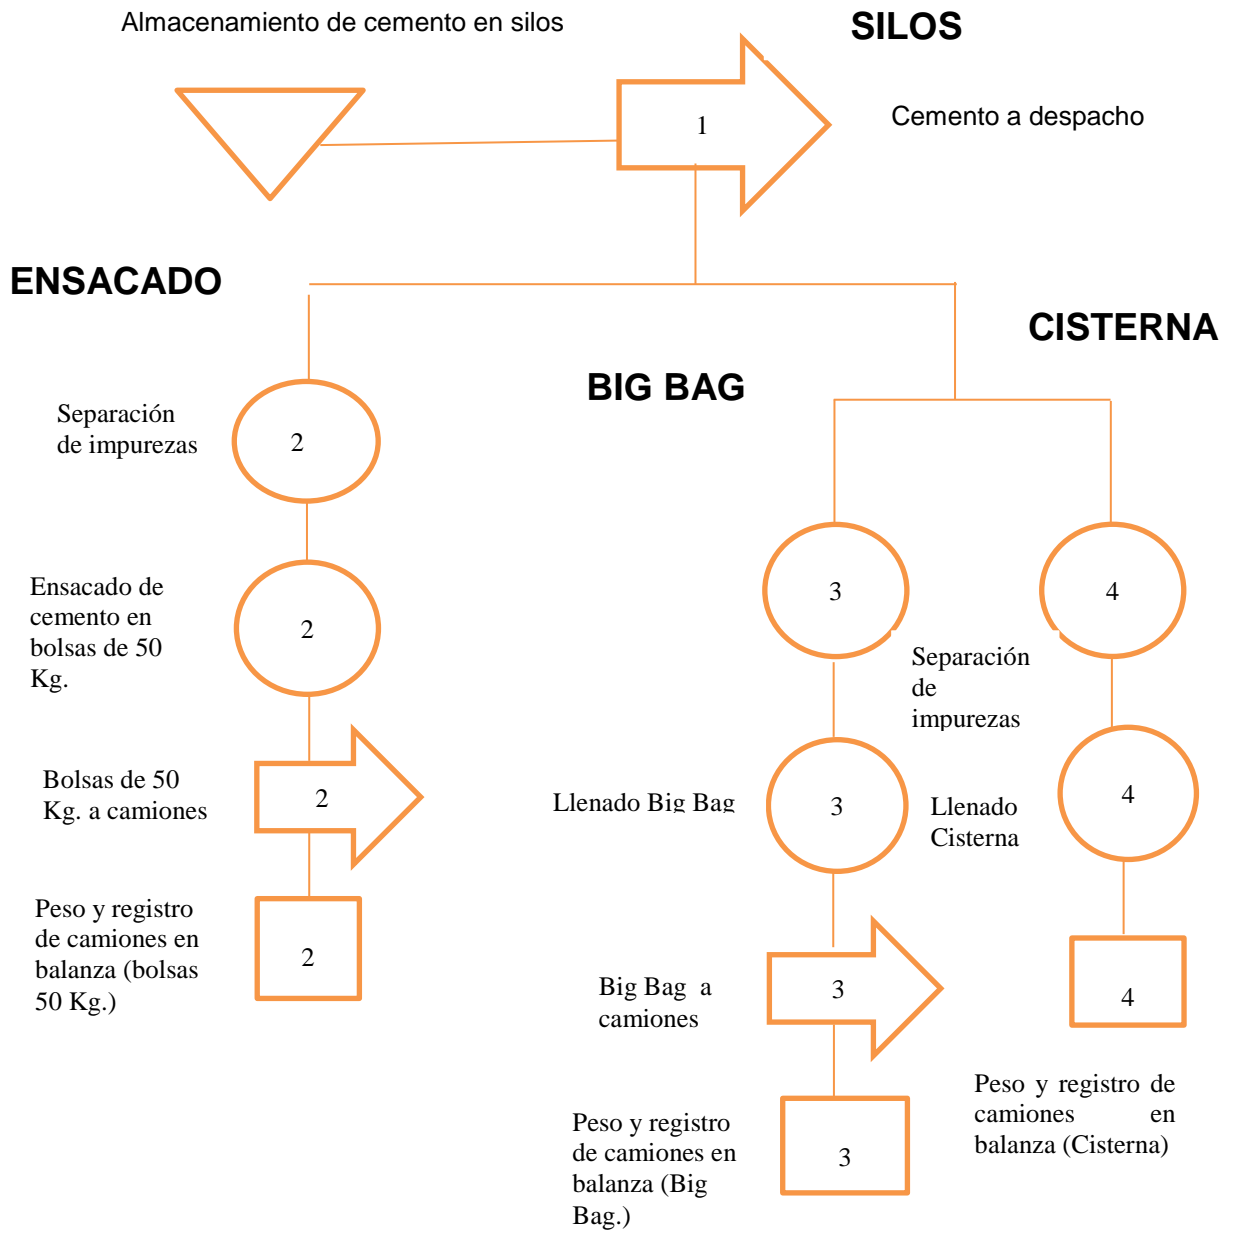 Almacenamiento de cemento en silos
SILOS
1
Cemento a despacho
ENSACADO
CISTERNA
BIG BAG
Separación
de impurezas
2
Ensacado de
cemento en
bolsas de 50
Kg.
2
Bolsas de 50
Kg. a camiones
2
Peso y registro
de camiones en
balanza (bolsas
50 Kg.)
2
3
4
Separación
de
impurezas
Llenado Big Bag
3
Llenado
Cisterna
4
Big Bag a
camiones
3
4
Peso y registro de
camiones en
balanza (Cisterna)
Peso y registro
de camiones en
balanza (Big
Bag.)
3